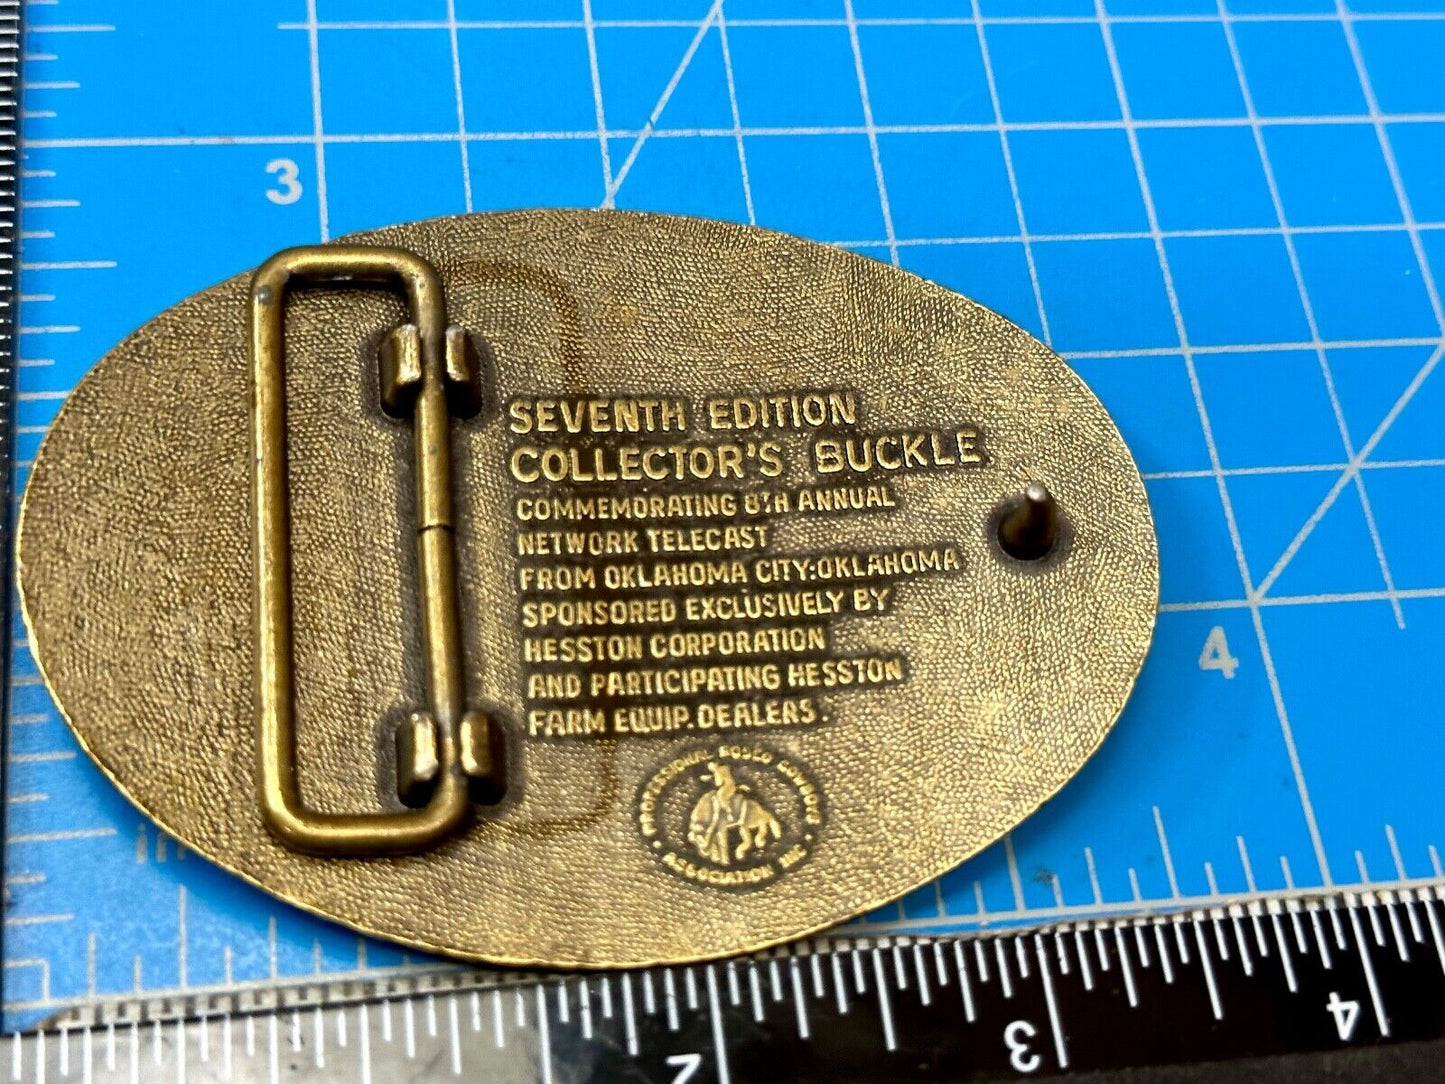 3
SEVENTH EDITION
COLLECTOR'S BUCKLE
COMMEMORATING 8TH ANNUAL
NETWORK TELECAST
FROM OKLAHOMA CITY:OKLAHOMA
SPONSORED EXCLUSIVELY BY
HESSTON CORPORATION
AND PARTICIPATING HESSTON
FARM EQUIP. DEALERS.
PROFESSIONAL RODEO COWBOYS
ASSOCIATION INC
4
2
3
4